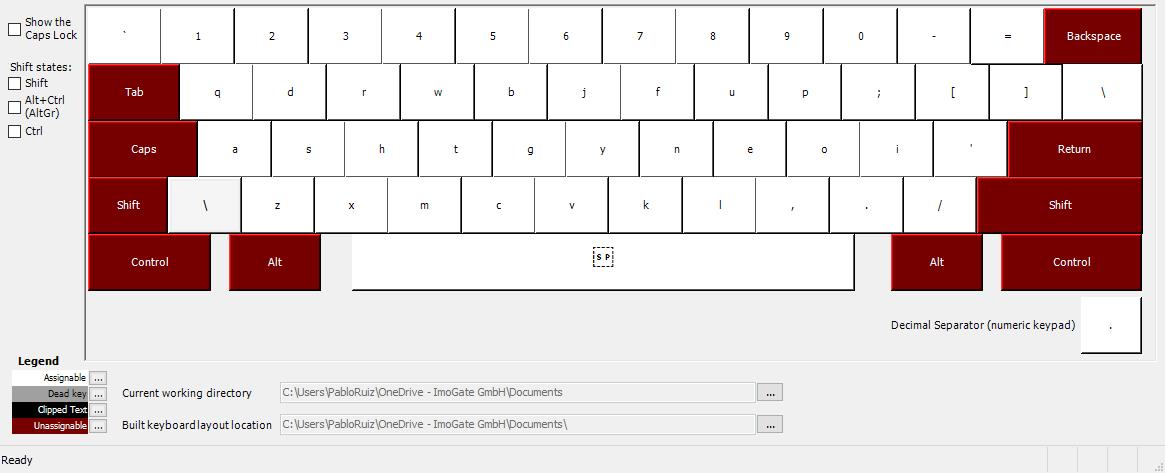 Show the
Caps Lock
Shift states:
Shift
Alt+Ctrl
(AltGr)
Ctrl
` 1 2 3 4 5 6 7 8 9 0 - = Backspace
Tab q d r w b j f u p ; [ ] \
Caps a s h t g y n e o i ' Return
Shift \ z x m c v k l , . / Shift
Control Alt SP Alt Control
Decimal Separator (numeric keypad) .
Legend
Assignable ...
Dead key ...
Clipped Text ...
Unassignable ...
Current working directory C:\Users\PabloRuiz\OneDrive - ImoGate GmbH\Documents ...
Built keyboard layout location C:\Users\PabloRuiz\OneDrive - ImoGate GmbH\Documents\ ...
Ready